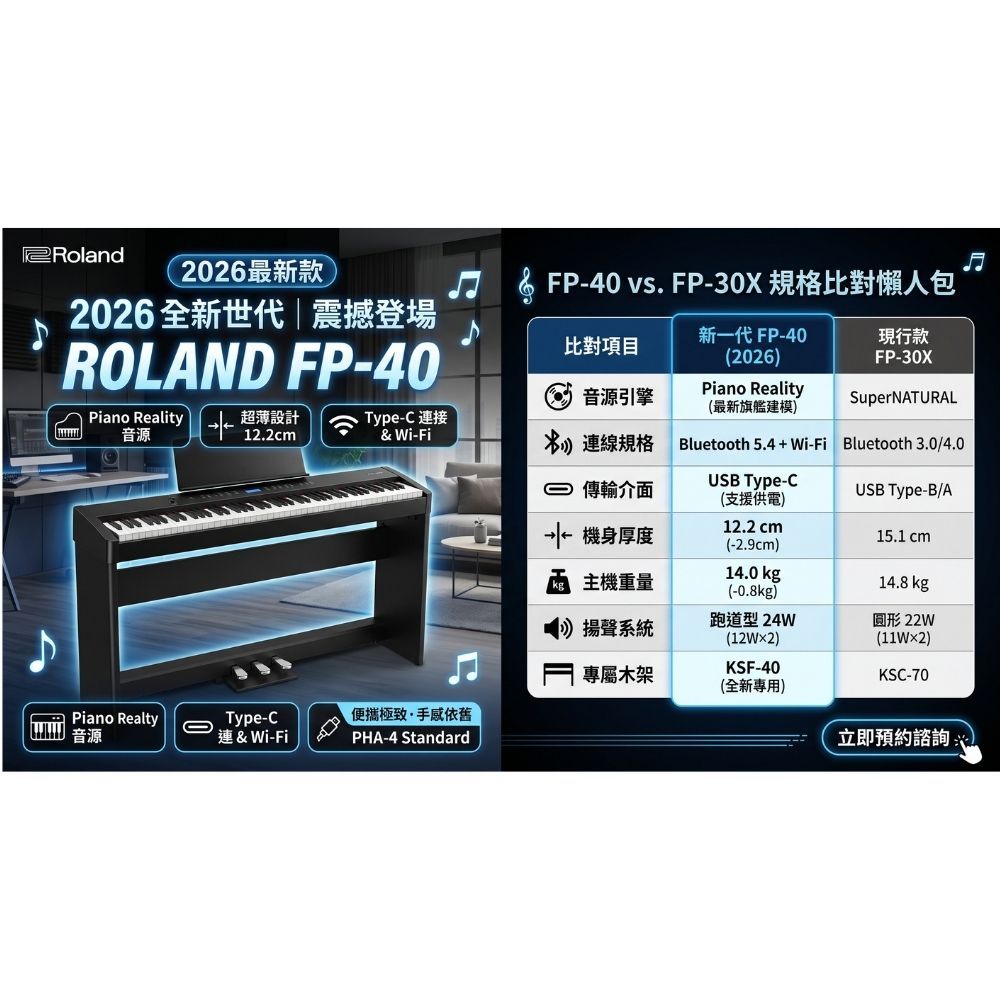 Roland
2026最新款
2026 全新世代｜震撼登場
ROLAND FP-40
Piano Reality
音源
超薄設計
12.2cm
Type-C 連接
& Wi-Fi
Piano Realty
音源
Type-C
連 & Wi-Fi
便攜極致·手感依舊
PHA-4 Standard
FP-40 vs. FP-30X 規格比對懶人包
比對項目
新一代 FP-40
(2026)
現行款
FP-30X
音源引擎
Piano Reality
(最新旗艦建模)
SuperNATURAL
連線規格
Bluetooth 5.4 + Wi-Fi
Bluetooth 3.0/4.0
傳輸介面
USB Type-C
(支援供電)
USB Type-B/A
機身厚度
12.2 cm
(-2.9cm)
15.1 cm
kg
主機重量
14.0 kg
(-0.8kg)
14.8 kg
揚聲系統
跑道型 24W
(12W×2)
圓形 22W
(11W×2)
專屬木架
KSF-40
(全新專用)
KSC-70
立即預約諮詢